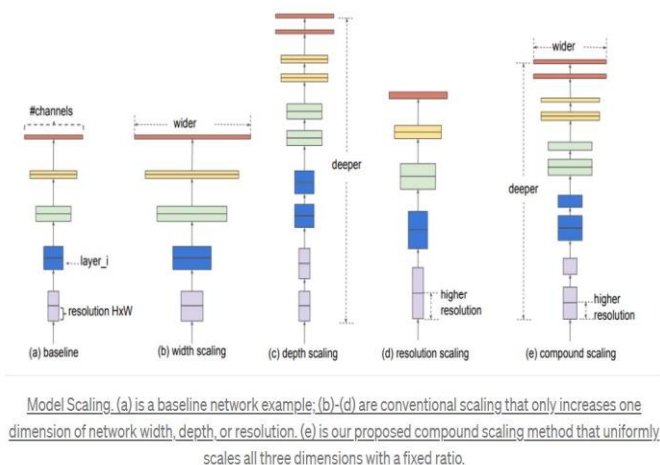 #channels
layer_i
resolution HxW
(a) baseline
wider
(b) width scaling
deeper
(c) depth scaling
higher
resolution
(d) resolution scaling
wider
deeper
higher
resolution
(e) compound scaling
Model Scaling. (a) is a baseline network example; (b)-(d) are conventional scaling that only increases one
dimension of network width, depth, or resolution. (e) is our proposed compound scaling method that uniformly
scales all three dimensions with a fixed ratio.